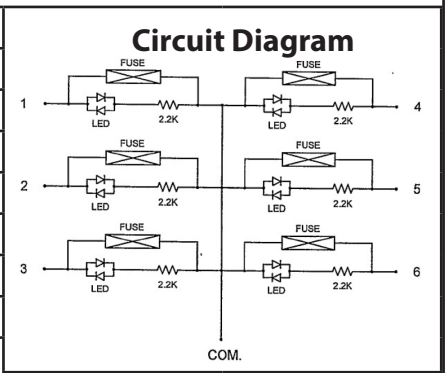 Circuit Diagram
FUSE FUSE
1 LED 2.2K LED 2.2K 4
FUSE FUSE
2 LED 2.2K LED 2.2K 5
FUSE FUSE
3 LED 2.2K LED 2.2K 6
COM.